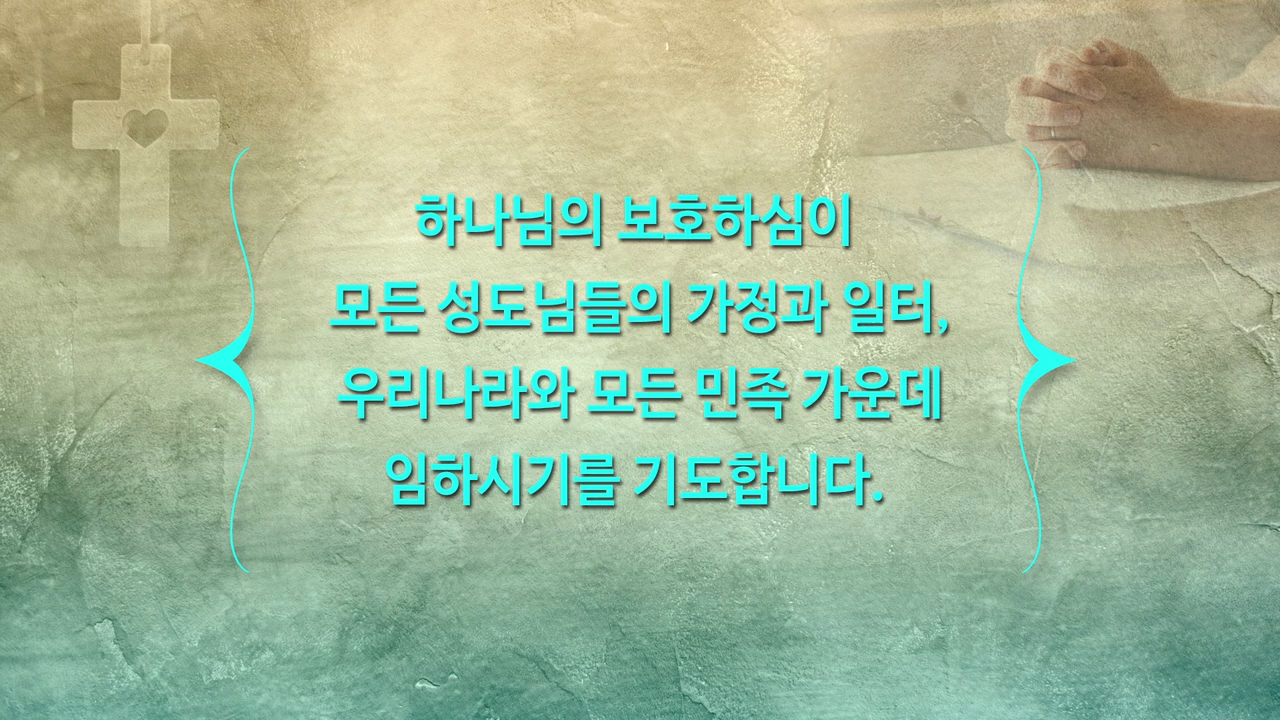 하나님의 보호하심이
모든 성도님들의 가정과 일터,
우리나라와 모든 민족 가운데
임하시기를 기도합니다.